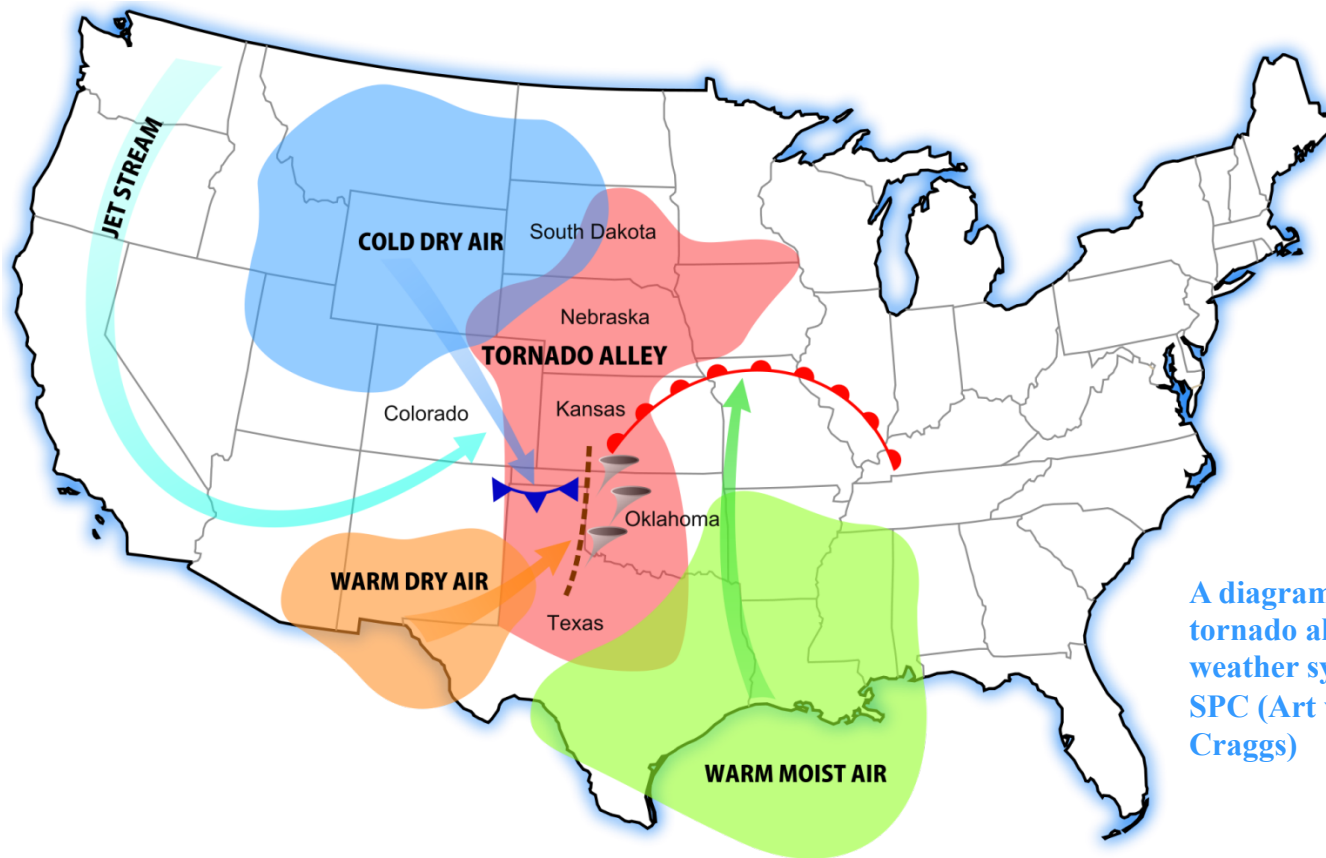 JET STREAM
COLD DRY AIR
South Dakota
Nebraska
TORNADO ALLEY
Colorado
Kansas
Oklahoma
WARM DRY AIR
Texas
WARM MOIST AIR
A diagram
tornado al
weather sy
SPC (Art
Craggs)